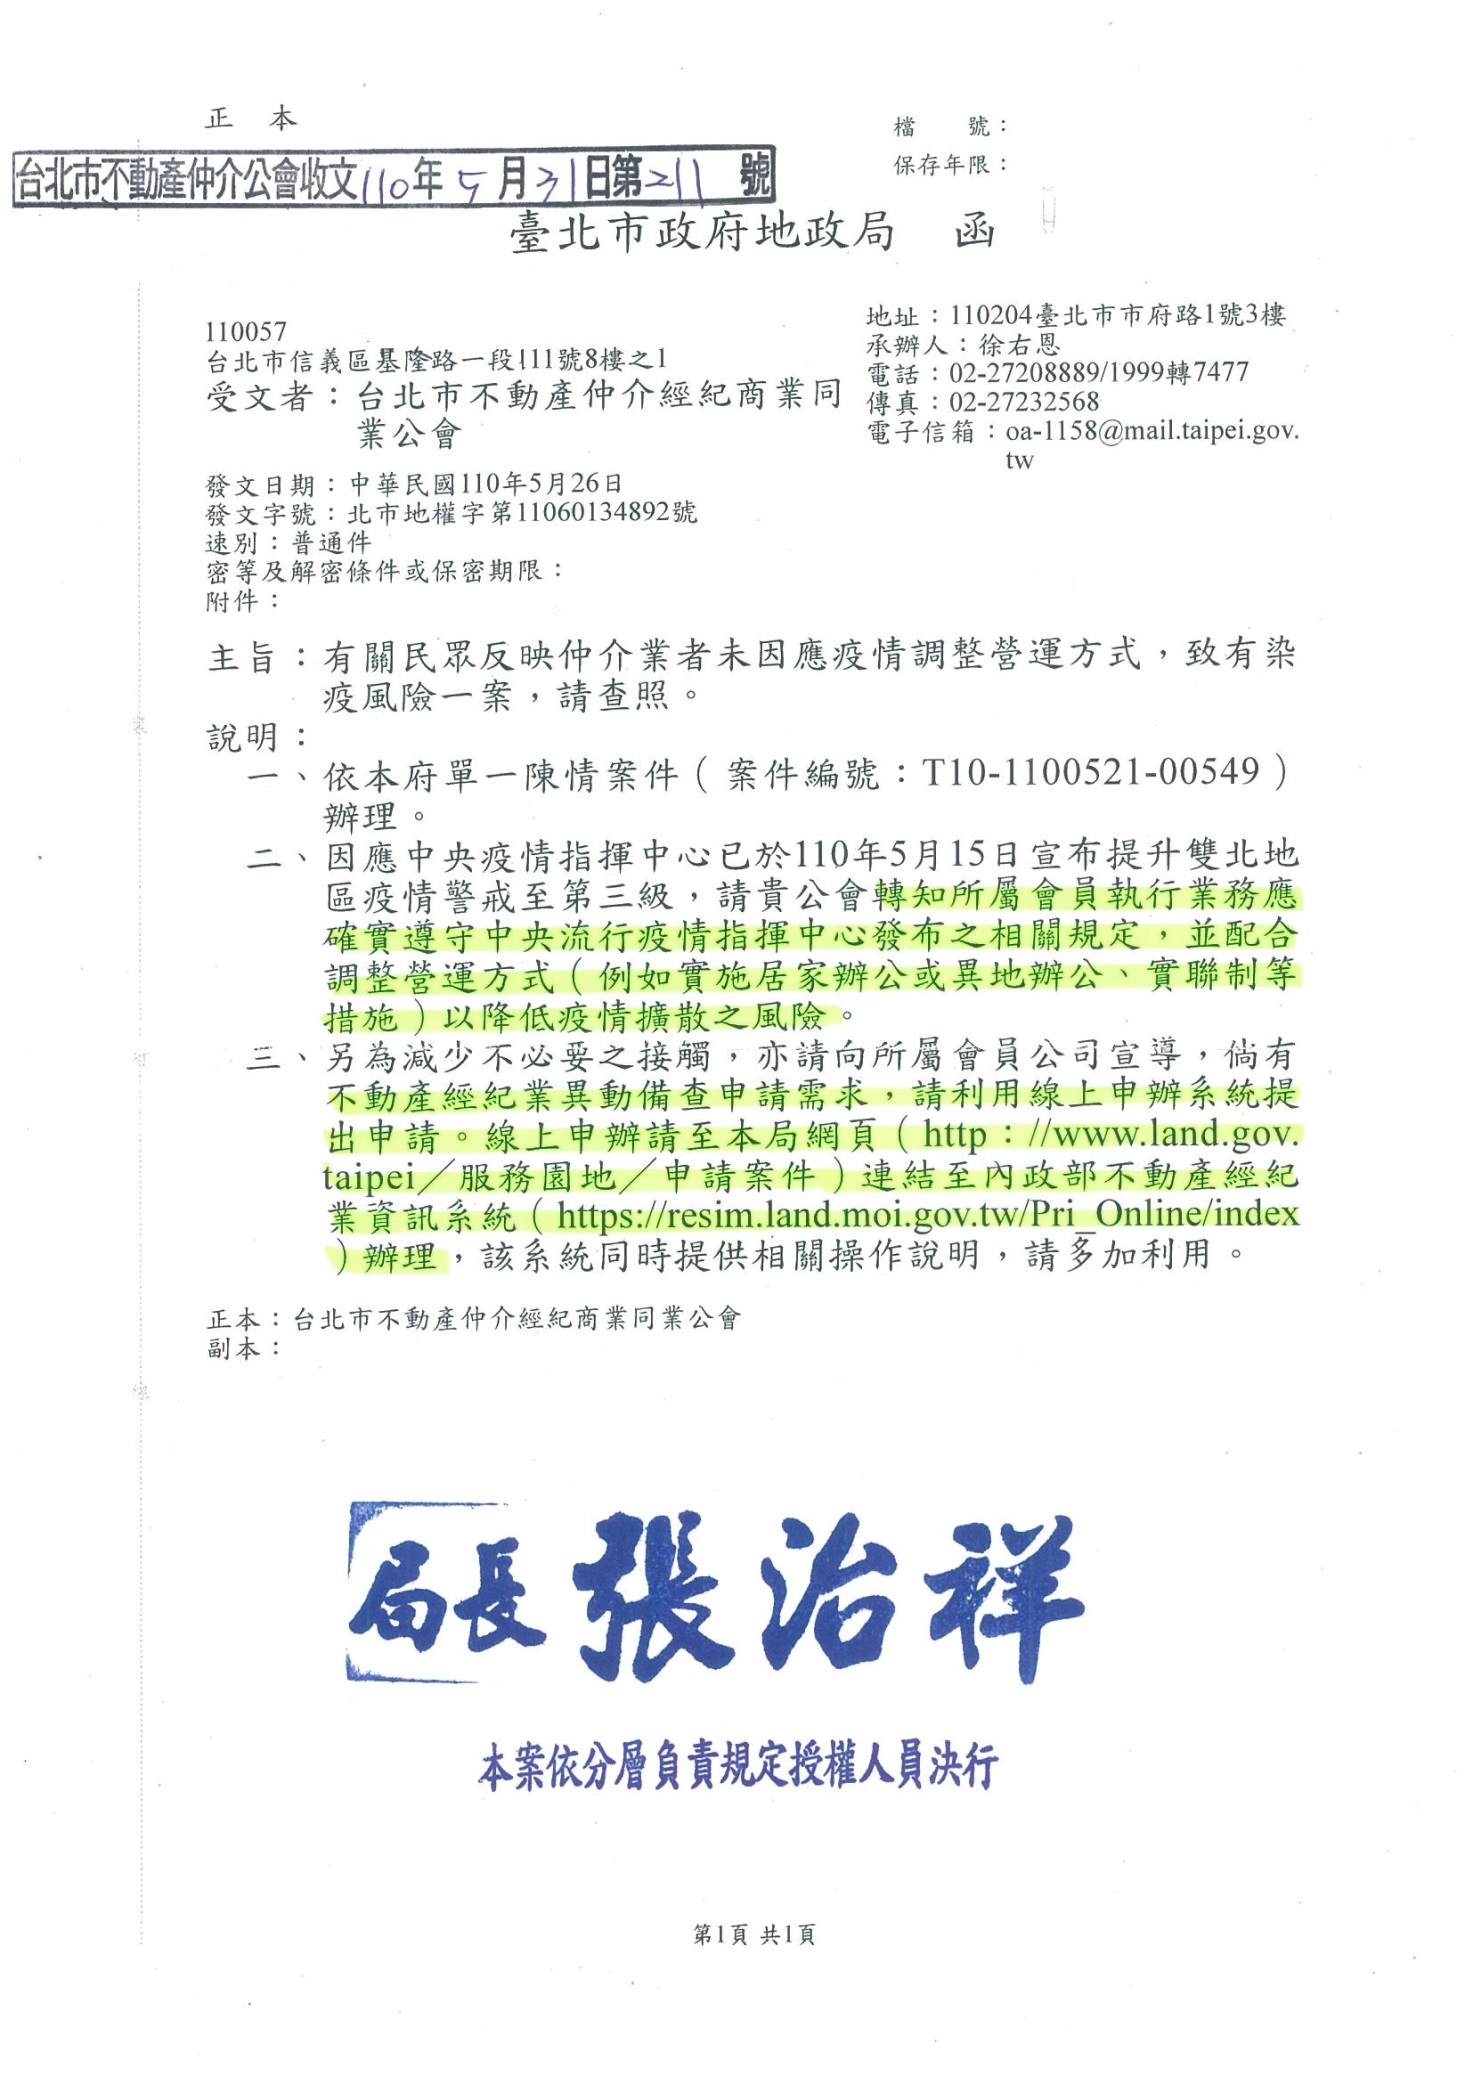 正　本
檔　　號：
保存年限：
台北市不動產仲介公會收文110年5月31日第211號
臺北市政府地政局　函
地址：110204臺北市市府路1號3樓
承辦人：徐右恩
電話：02-27208889/1999轉7477
傳真：02-27232568
電子信箱：oa-1158@mail.taipei.gov.
tw
110057
台北市信義區基隆路一段111號8樓之1
受文者：台北市不動產仲介經紀商業同
業公會
發文日期：中華民國110年5月26日
發文字號：北市地權字第11060134892號
速別：普通件
密等及解密條件或保密期限：
附件：
主旨：有關民眾反映仲介業者未因應疫情調整營運方式，致有染
疫風險一案，請查照。
說明：
一、依本府單一陳情案件（案件編號：T10-1100521-00549）
辦理。
二、因應中央疫情指揮中心已於110年5月15日宣布提升雙北地
區疫情警戒至第三級，請貴公會轉知所屬會員執行業務應
確實遵守中央流行疫情指揮中心發布之相關規定，並配合
調整營運方式（例如實施居家辦公或異地辦公、實聯制等
措施）以降低疫情擴散之風險。
三、另為減少不必要之接觸，亦請向所屬會員公司宣導，倘有
不動產經紀業異動備查申請需求，請利用線上申辦系統提
出申請。線上申辦請至本局網頁（http：//www.land.gov.
taipei／服務園地／申請案件）連結至內政部不動產經紀
業資訊系統（https://resim.land.moi.gov.tw/Pri_Online/index
）辦理，該系統同時提供相關操作說明，請多加利用。
正本：台北市不動產仲介經紀商業同業公會
副本：
裝
訂
線
局長張治祥
本案依分層負責規定授權人員決行
第1頁 共1頁